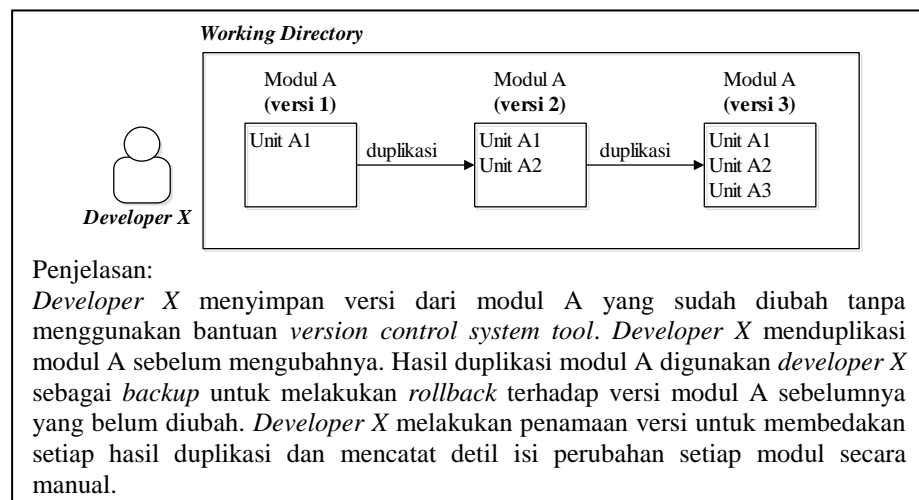 Working Directory
Modul A
(versi 1)
Modul A
(versi 2)
Modul A
(versi 3)
Unit A1
duplikasi
Unit A1
Unit A2
duplikasi
Unit A1
Unit A2
Unit A3
Developer X
Penjelasan:
Developer X menyimpan versi dari modul A yang sudah diubah tanpa
menggunakan bantuan version control system tool. Developer X menduplikasi
modul A sebelum mengubahnya. Hasil duplikasi modul A digunakan developer X
sebagai backup untuk melakukan rollback terhadap versi modul A sebelumnya
yang belum diubah. Developer X melakukan penamaan versi untuk membedakan
setiap hasil duplikasi dan mencatat detil isi perubahan setiap modul secara
manual.